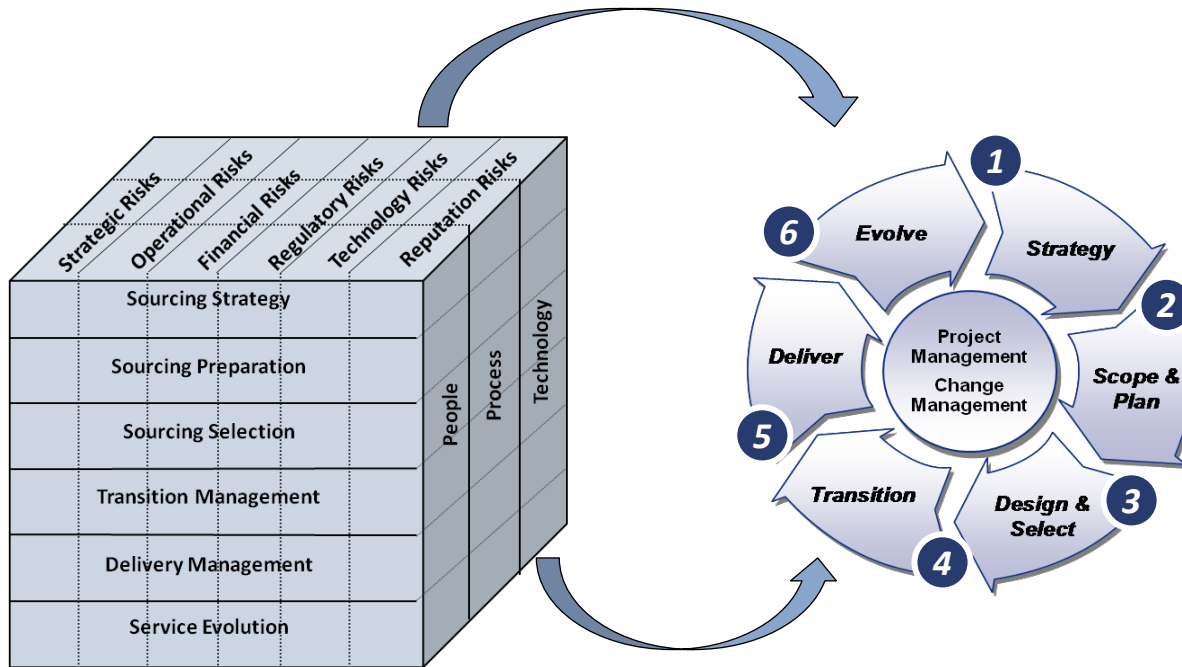 Strategic Risks
Operational Risks
Financial Risks
Regulatory Risks
Technology Risks
Reputation Risks
Sourcing Strategy
Sourcing Preparation
Sourcing Selection
Transition Management
Delivery Management
Service Evolution
People
Process
Technology
1
Strategy
2
Scope &
Plan
3
Design &
Select
4
Transition
5
Deliver
6
Evolve
Project
Management
Change
Management